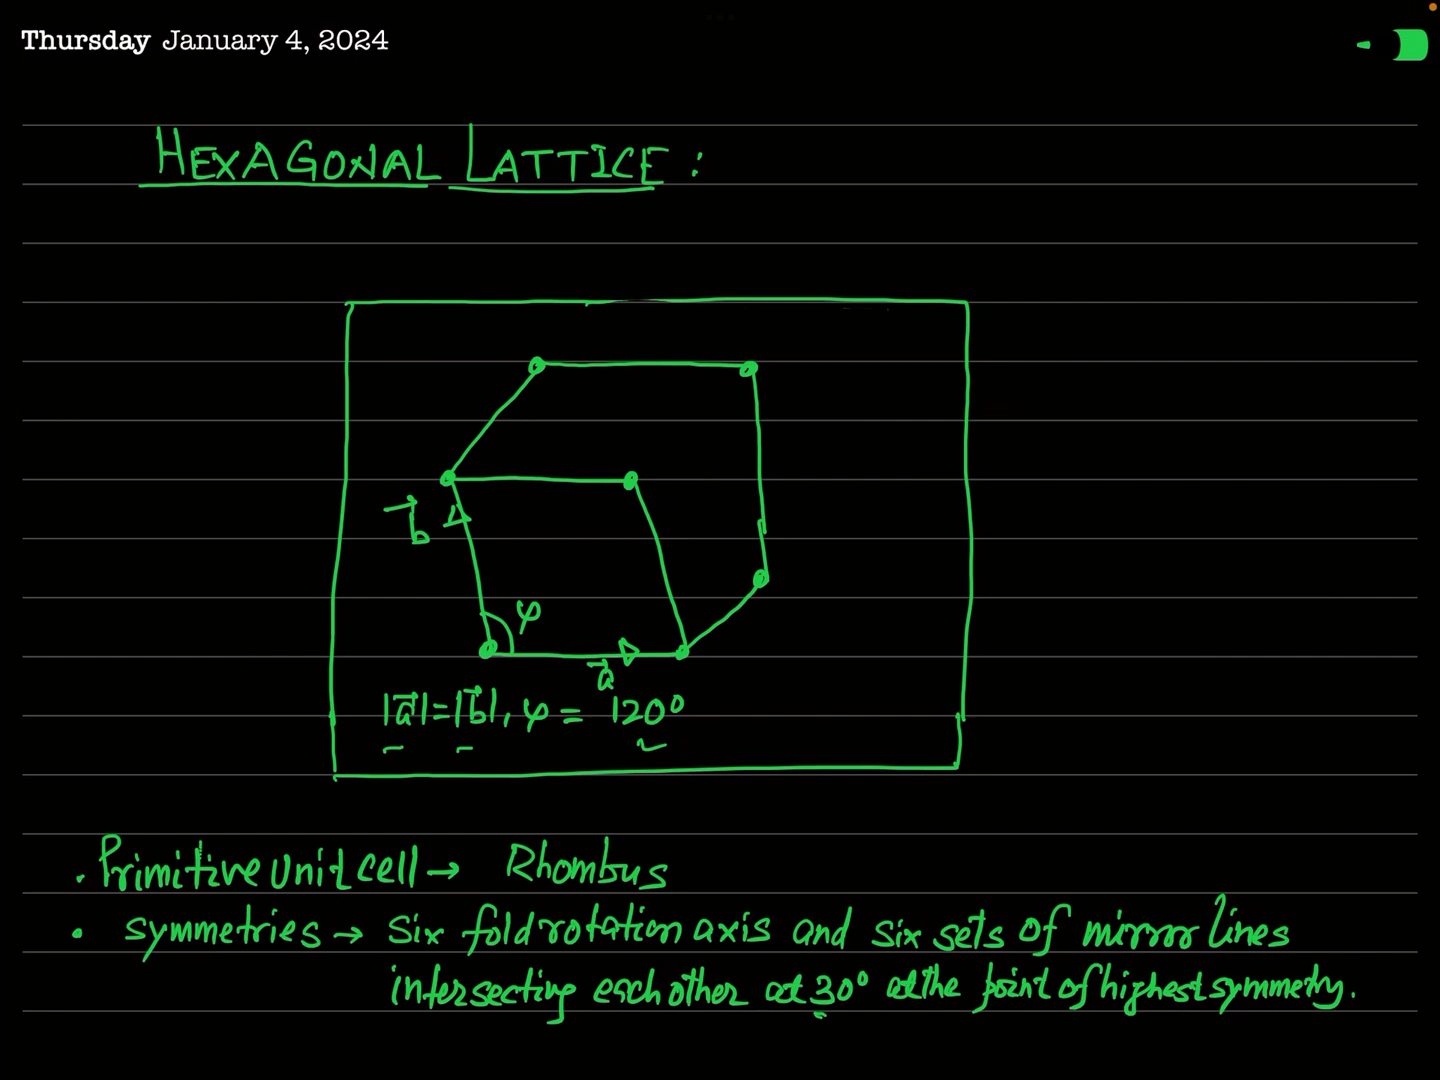 Thursday January 4, 2024
HEXAGONAL LATTICE :
b
φ
a
|a| = |b|, φ = 120°
. Primitive unit cell → Rhombus
• symmetries → six fold rotation axis and six sets of mirror lines
intersecting each other at 30° at the point of highest symmetry.